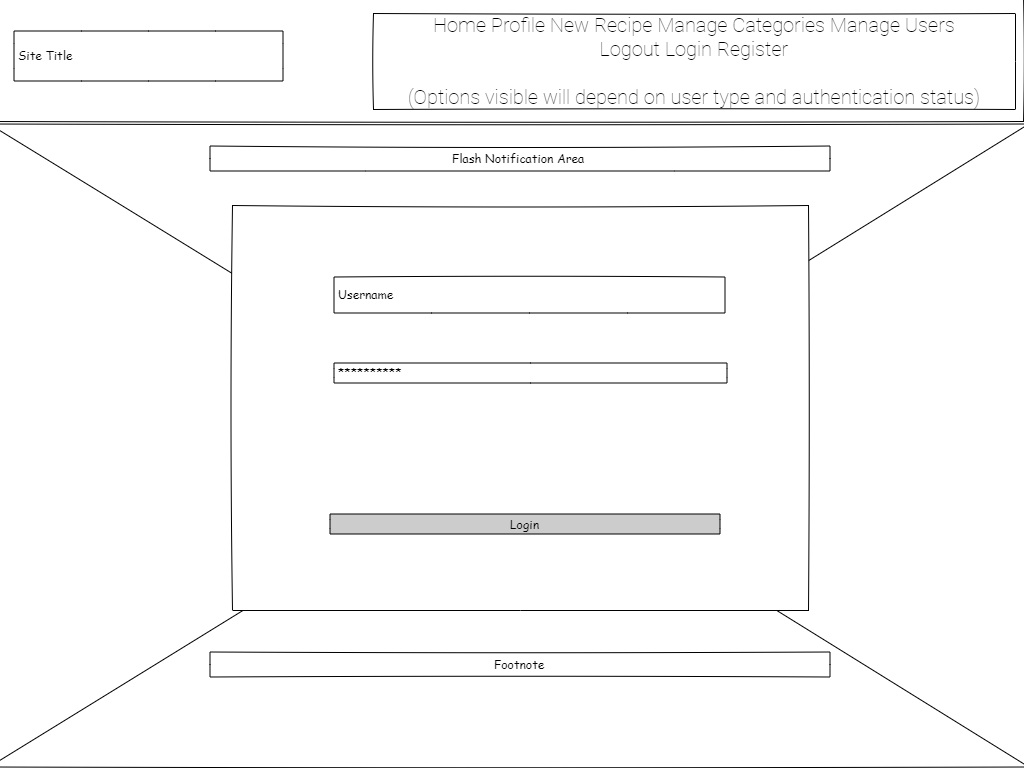 Home Profile New Recipe Manage Categories Manage Users
Logout Login Register
Site Title
(Options visible will depend on user type and authentication status)
Flash Notification Area
Username
**********
Login
Footnote